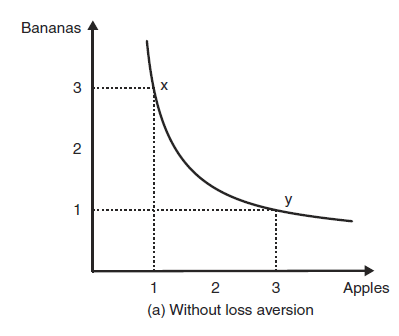 Bananas
3
x
2
1
y
1 2 3 Apples
(a) Without loss aversion